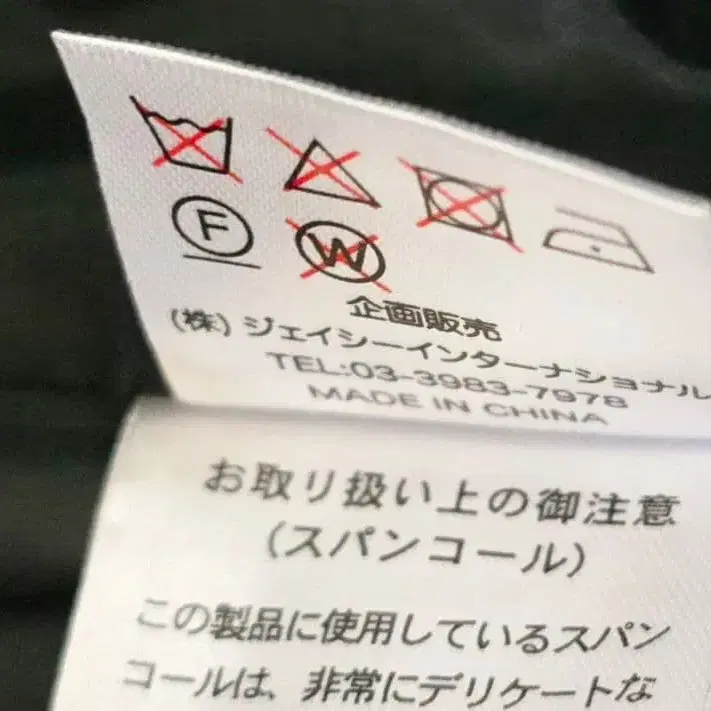 F
W
企画販売
(株) ジェイシーインターナショナル
TEL:03-3983-7978
MADE IN CHINA
お取り扱い上の御注意
(スパンコール)
この製品に使用しているスパン
コールは、非常にデリケートな